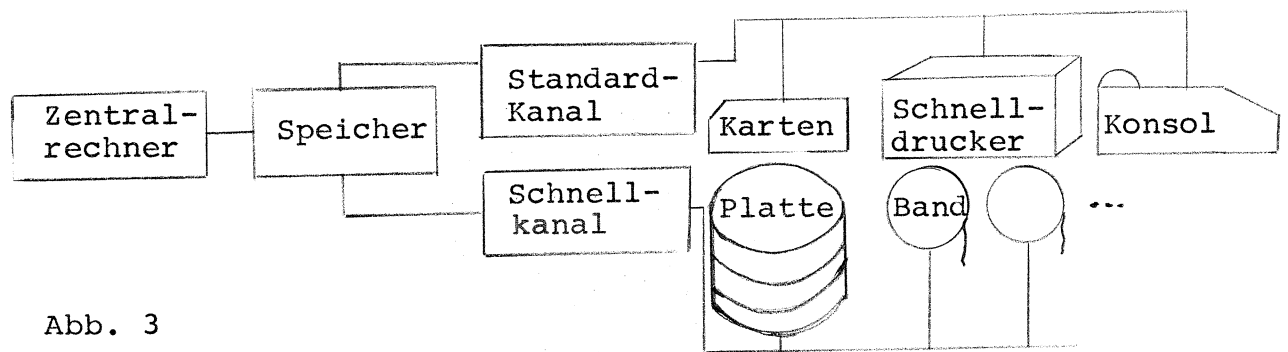 Zentral-
rechner
Speicher
Standard-
Kanal
Schnell-
kanal
Karten
Schnell-
drucker
Konsol
Platte
Band
...
Abb. 3